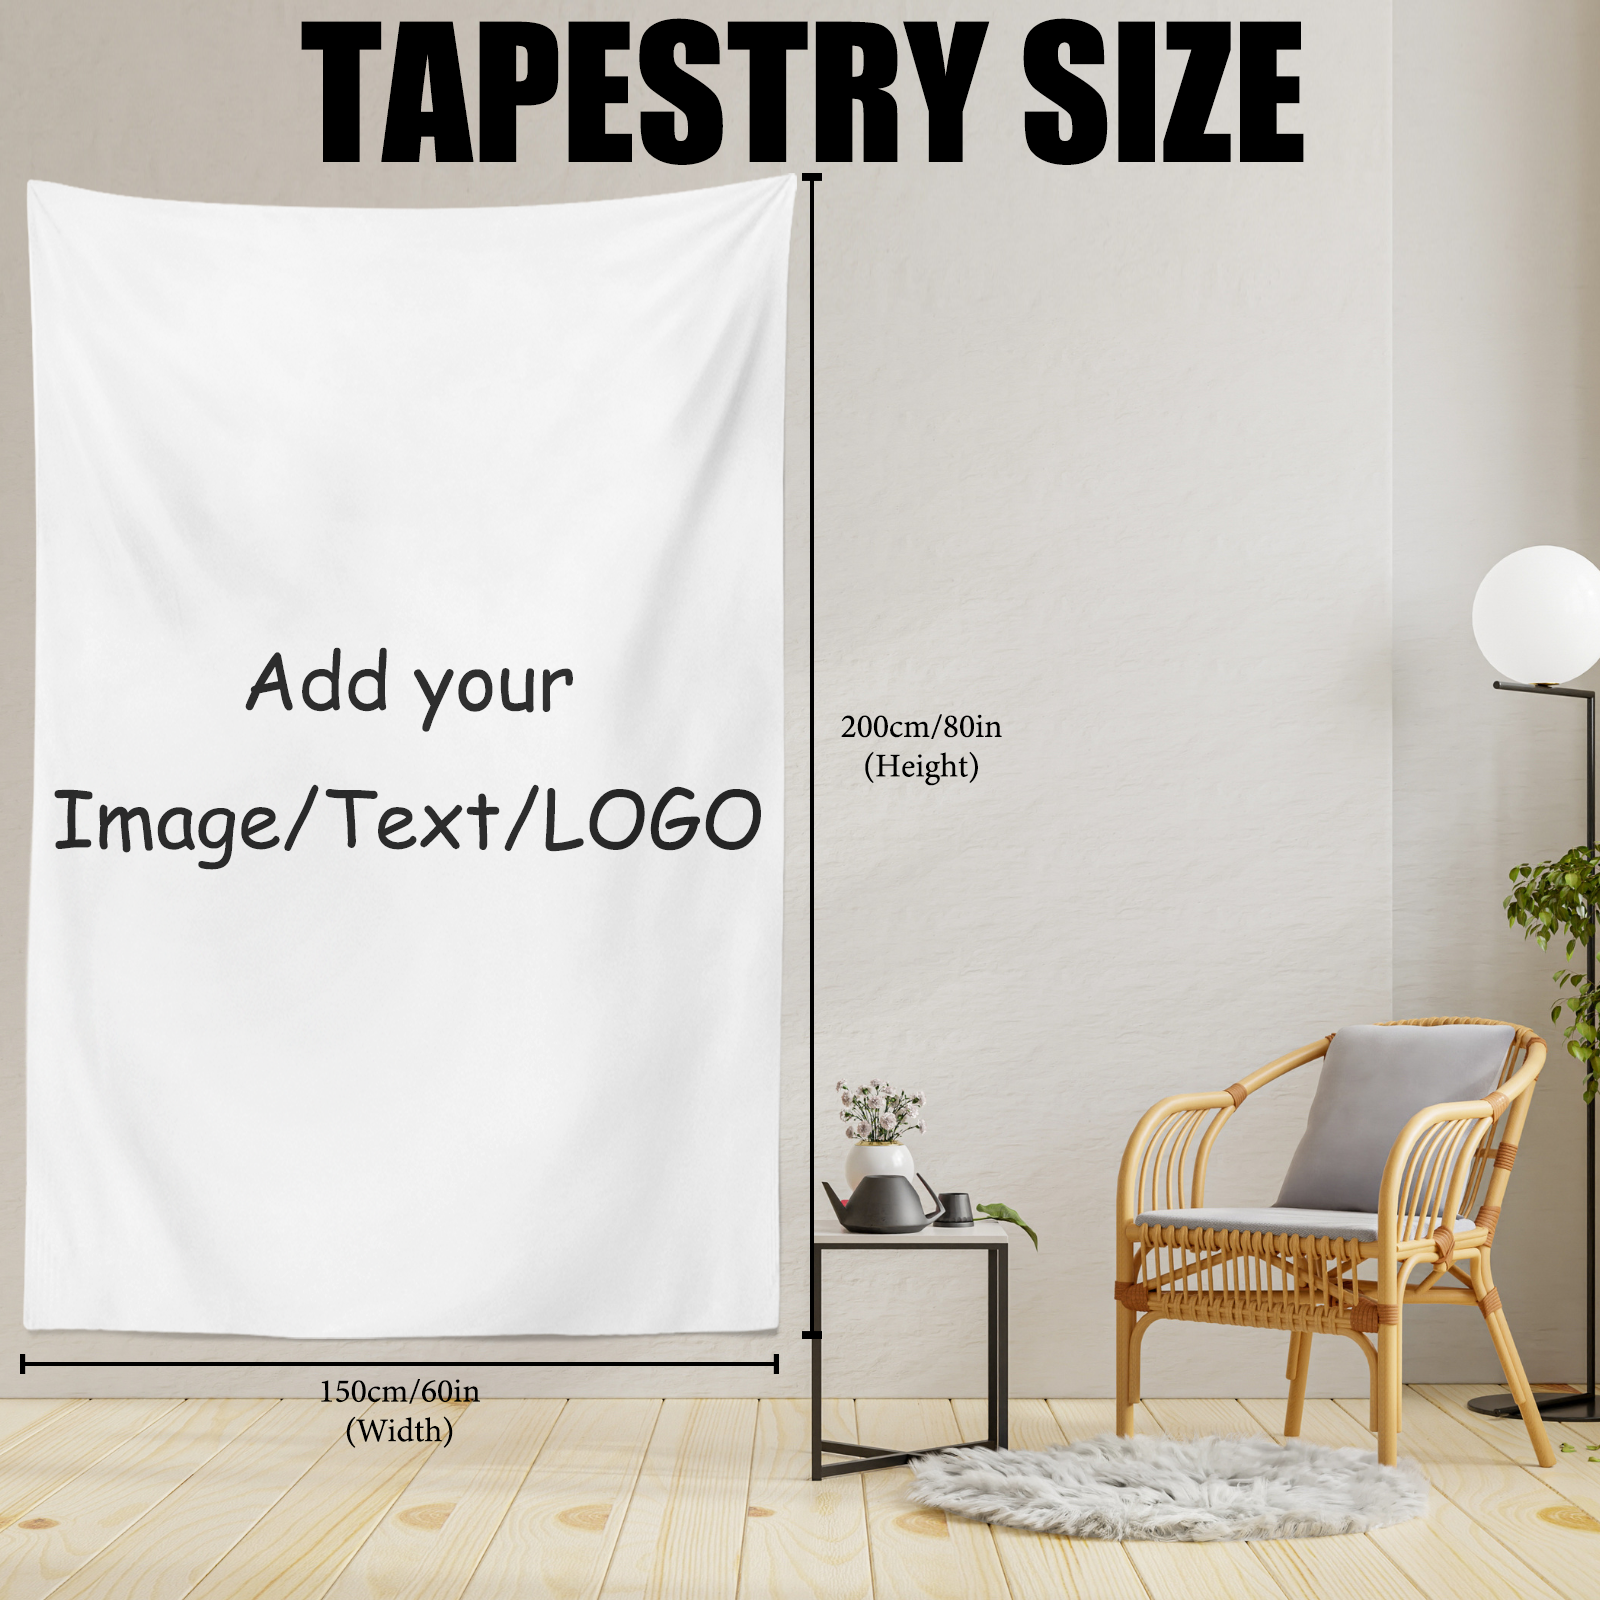 TAPESTRY SIZE
Add your
Image/Text/LOGO
200cm/80in
(Height)
150cm/60in
(Width)